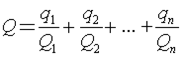 Q = q₁/Q₁ + q₂/Q₂ + ... + qₙ/Qₙ